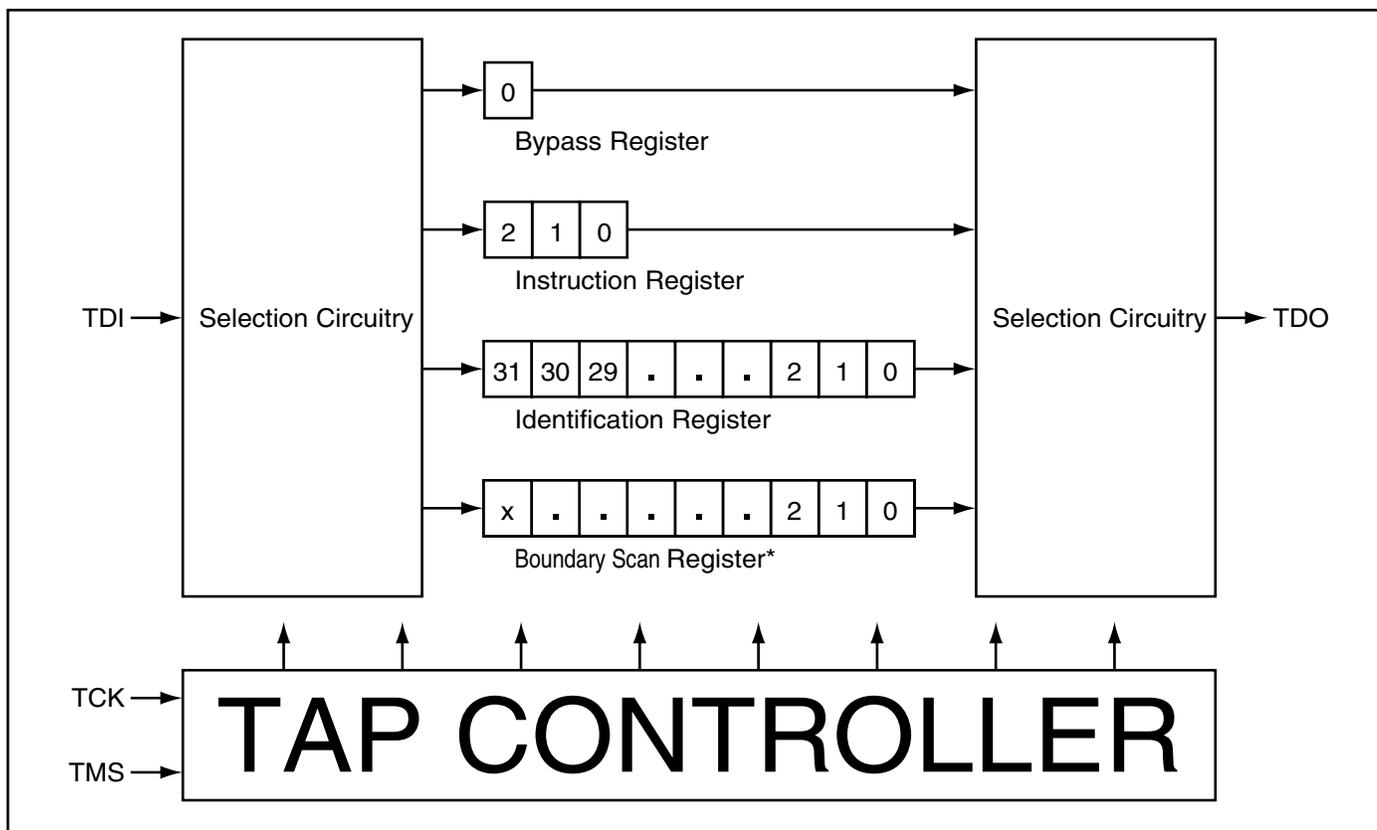 0
Bypass Register
2 1 0
Instruction Register
TDI
Selection Circuitry
Selection Circuitry
TDO
31 30 29 . . . 2 1 0
Identification Register
x . . . . . 2 1 0
Boundary Scan Register*
TCK
TMS
TAP CONTROLLER